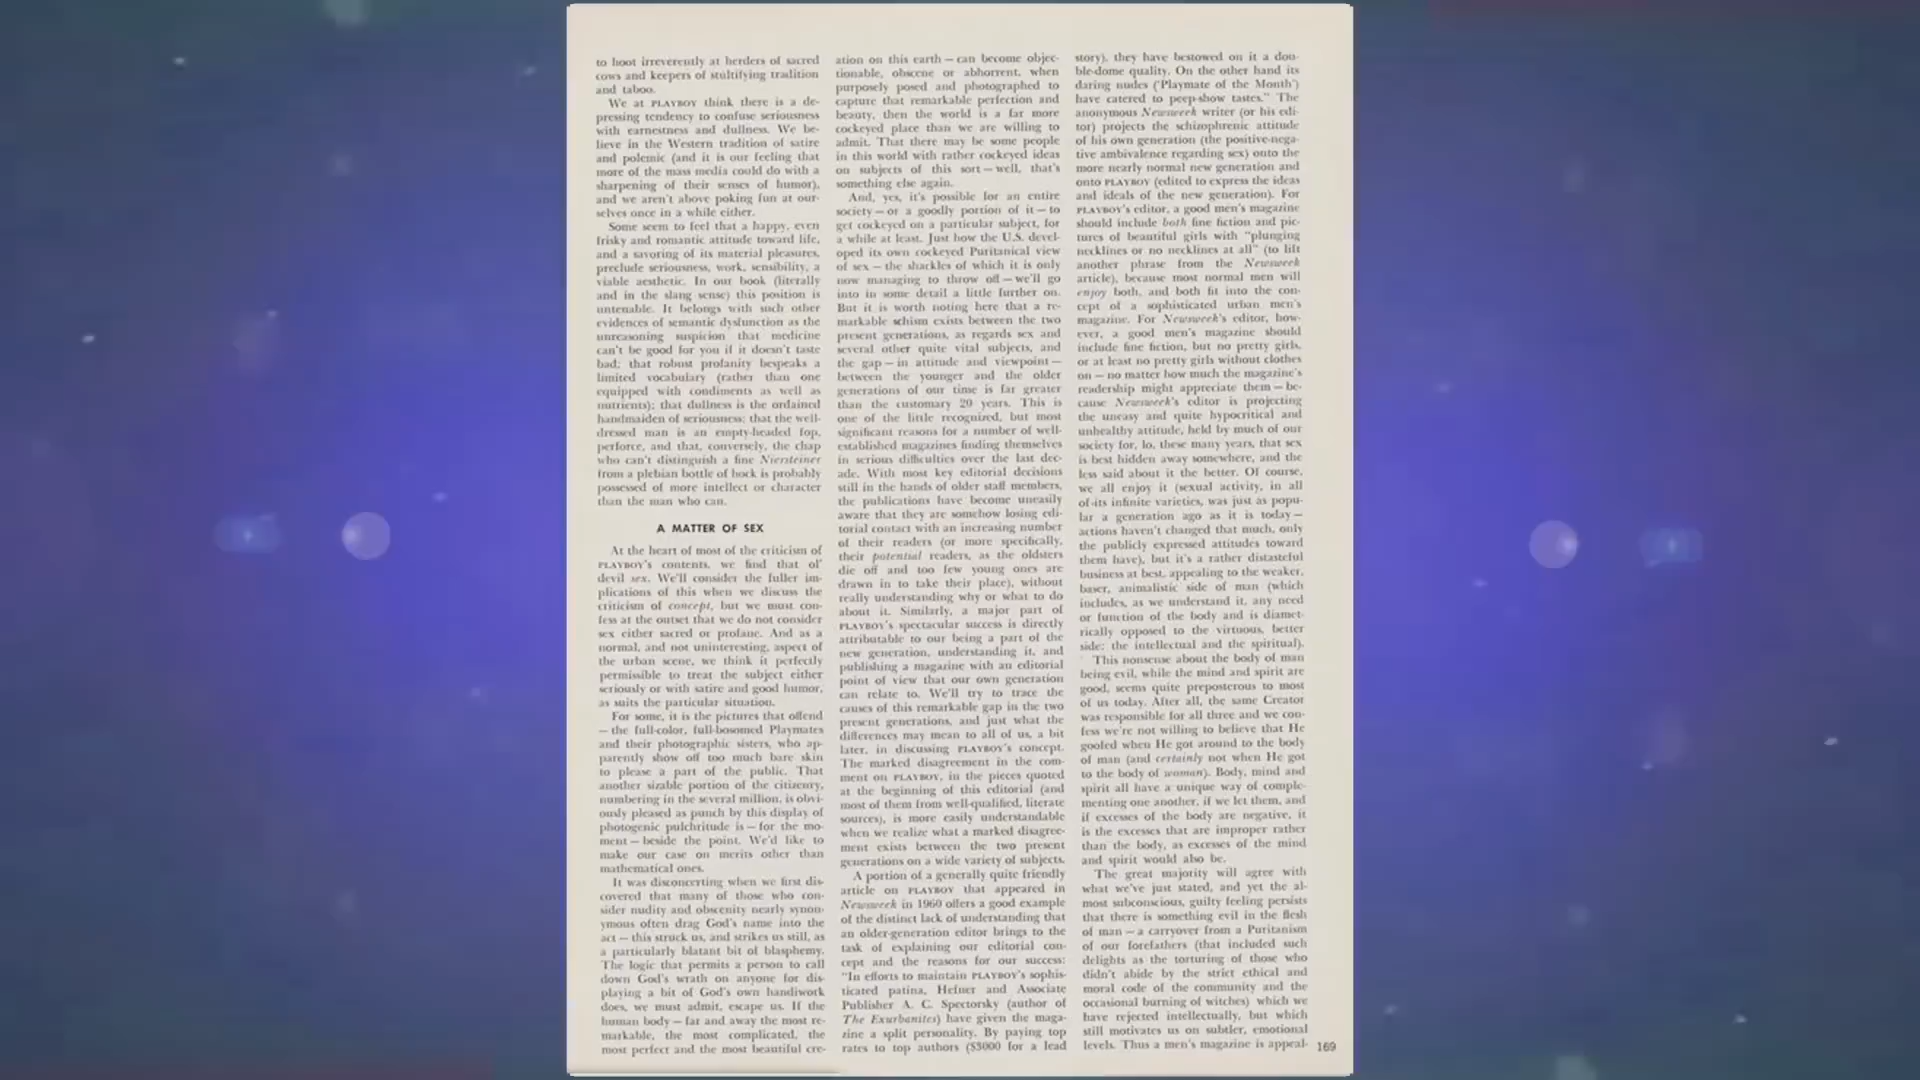 to hoot irreverently at herders of sacred
cows and keepers of stultifying tradition
and taboo.
We at PLAYBOY think there is a de-
pressing tendency to confuse seriousness
with earnestness and dullness. We be-
lieve in the Western tradition of satire
and polemic (and it is our feeling that
more of the mass media could do with a
sharpening of their senses of humor),
and we aren't above poking fun at our-
selves once in a while either.
Some seem to feel that a happy, even
frisky and romantic attitude toward life,
and a savoring of its material pleasures,
preclude seriousness, work, sensibility, a
viable aesthetic. In our book (literally
and in the slang sense) this position is
untenable. It belongs with such other
evidences of semantic dysfunction as the
unreasoning suspicion that medicine
can't be good for you if it doesn't taste
bad; that robust profanity bespeaks a
limited vocabulary (rather than one
equipped with condiments as well as
nutrients); that dullness is the ordained
handmaiden of seriousness; that the well-
dressed man is an empty-headed fop,
perforce, and that, conversely, the chap
who can't distinguish a fine Niersteiner
from a plebian bottle of hock is probably
possessed of more intellect or character
than the man who can.
A MATTER OF SEX
At the heart of most of the criticism of
PLAYBOY'S contents, we find that ol'
devil sex. We'll consider the fuller im-
plications of this when we discuss the
criticism of concept, but we must con-
fess at the outset that we do not consider
sex either sacred or profane. And as a
normal, and not uninteresting, aspect of
the urban scene, we think it perfectly
permissible to treat the subject either
seriously or with satire and good humor,
as suits the particular situation.
For some, it is the pictures that offend
— the full-color, full-bosomed Playmates
and their photographic sisters, who ap-
parently show off too much bare skin
to please a part of the public. That
another sizable portion of the citizenry,
numbering in the several million, is obvi-
ously pleased as punch by this display of
photogenic pulchritude is — for the mo-
ment — beside the point. We'd like to
make our case on merits other than
mathematical ones.
It was disconcerting when we first dis-
covered that many of those who con-
sider nudity and obscenity nearly synon-
ymous often drag God's name into the
act — this struck us, and strikes us still, as
a particularly blatant bit of blasphemy.
The logic that permits a person to call
down God's wrath on anyone for dis-
playing a bit of God's own handiwork
does, we must admit, escape us. If the
human body — far and away the most re-
markable, the most complicated, the
most perfect and the most beautiful cre-
ation on this earth — can become objec-
tionable, obscene or abhorrent, when
purposely posed and photographed to
capture that remarkable perfection and
beauty, then the world is a far more
cockeyed place than we are willing to
admit. That there may be some people
in this world with rather cockeyed ideas
on subjects of this sort — well, that's
something else again.
And, yes, it's possible for an entire
society — or a goodly portion of it — to
get cockeyed on a particular subject, for
a while at least. Just how the U.S. devel-
oped its own cockeyed Puritanical view
of sex — the shackles of which it is only
now managing to throw off — we'll go
into in some detail a little further on.
But it is worth noting here that a re-
markable schism exists between the two
present generations, as regards sex and
several other quite vital subjects, and
the gap — in attitude and viewpoint —
between the younger and the older
generations of our time is far greater
than the customary 20 years. This is
one of the little recognized, but most
significant reasons for a number of well-
established magazines finding themselves
in serious difficulties over the last dec-
ade. With most key editorial decisions
still in the hands of older staff members,
the publications have become uneasily
aware that they are somehow losing edi-
torial contact with an increasing number
of their readers (or more specifically,
their potential readers, as the oldsters
die off and too few young ones are
drawn in to take their place), without
really understanding why or what to do
about it. Similarly, a major part of
PLAYBOY'S spectacular success is directly
attributable to our being a part of the
new generation, understanding it, and
publishing a magazine with an editorial
point of view that our own generation
can relate to. We'll try to trace the
causes of this remarkable gap in the two
present generations, and just what the
differences may mean to all of us, a bit
later, in discussing PLAYBOY'S concept.
The marked disagreement in the com-
ment on PLAYBOY, in the pieces quoted
at the beginning of this editorial (and
most of them from well-qualified, literate
sources), is more easily understandable
when we realize what a marked disagree-
ment exists between the two present
generations on a wide variety of subjects.
A portion of a generally quite friendly
article on PLAYBOY that appeared in
Newsweek in 1960 offers a good example
of the distinct lack of understanding that
an older-generation editor brings to the
task of explaining our editorial con-
cept and the reasons for our success:
"In efforts to maintain PLAYBOY'S sophis-
ticated patina, Hefner and Associate
Publisher A. C. Spectorsky (author of
The Exurbanites) have given the maga-
zine a split personality. By paying top
rates to top authors ($3000 for a lead
story), they have bestowed on it a dou-
ble-dome quality. On the other hand its
daring nudes ('Playmate of the Month')
have catered to peep-show tastes." The
anonymous Newsweek writer (or his edi-
tor) projects the schizophrenic attitude
of his own generation (the positive-nega-
tive ambivalence regarding sex) onto the
more nearly normal new generation and
onto PLAYBOY (edited to express the ideas
and ideals of the new generation). For
PLAYBOY'S editor, a good men's magazine
should include both fine fiction and pic-
tures of beautiful girls with "plunging
necklines or no necklines at all" (to lift
another phrase from the Newsweek
article), because most normal men will
enjoy both, and both fit into the con-
cept of a sophisticated urban men's
magazine. For Newsweek's editor, how-
ever, a good men's magazine should
include fine fiction, but no pretty girls,
or at least no pretty girls without clothes
on — no matter how much the magazine's
readership might appreciate them — be-
cause Newsweek's editor is projecting
the uneasy and quite hypocritical and
unhealthy attitude, held by much of our
society for, lo, these many years, that sex
is best hidden away somewhere, and the
less said about it the better. Of course,
we all enjoy it (sexual activity, in all
of its infinite varieties, was just as popu-
lar a generation ago as it is today —
actions haven't changed that much, only
the publicly expressed attitudes toward
them have), but it's a rather distasteful
business at best, appealing to the weaker,
baser, animalistic side of man (which
includes, as we understand it, any need
or function of the body and is diamet-
rically opposed to the virtuous, better
side: the intellectual and the spiritual).
This nonsense about the body of man
being evil, while the mind and spirit are
good, seems quite preposterous to most
of us today. After all, the same Creator
was responsible for all three and we con-
fess we're not willing to believe that He
goofed when He got around to the body
of man (and certainly not when He got
to the body of woman). Body, mind and
spirit all have a unique way of comple-
menting one another, if we let them, and
if excesses of the body are negative, it
is the excesses that are improper rather
than the body, as excesses of the mind
and spirit would also be.
The great majority will agree with
what we've just stated, and yet the al-
most subconscious, guilty feeling persists
that there is something evil in the flesh
of man — a carryover from a Puritanism
of our forefathers (that included such
delights as the torturing of those who
didn't abide by the strict ethical and
moral code of the community and the
occasional burning of witches) which we
have rejected intellectually, but which
still motivates us on subtler, emotional
levels. Thus a men's magazine is appeal-
169